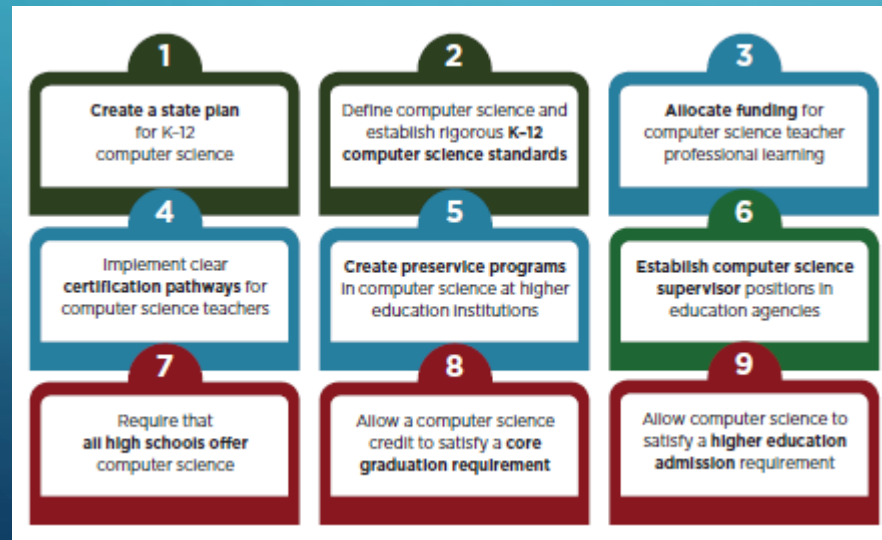 1
Create a state plan
for K-12
computer science
2
Define computer science and
establish rigorous K-12
computer science standards
3
Allocate funding for
computer science teacher
professional learning
4
Implement clear
certification pathways for
computer science teachers
5
Create preservice programs
in computer science at higher
education institutions
6
Establish computer science
supervisor positions in
education agencies
7
Require that
all high schools offer
computer science
8
Allow a computer science
credit to satisfy a core
graduation requirement
9
Allow computer science to
satisfy a higher education
admission requirement